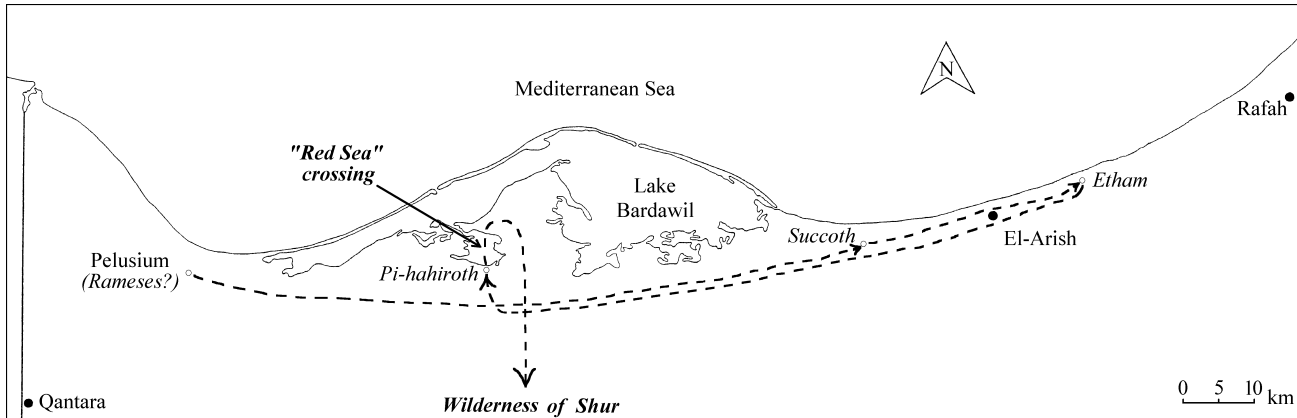 Mediterranean Sea
N
Rafah
"Red Sea"
crossing
Lake
Bardawil
Etham
Succoth
El-Arish
Pelusium
(Rameses?)
Pi-hahiroth
Qantara
Wilderness of Shur
0 5 10 km